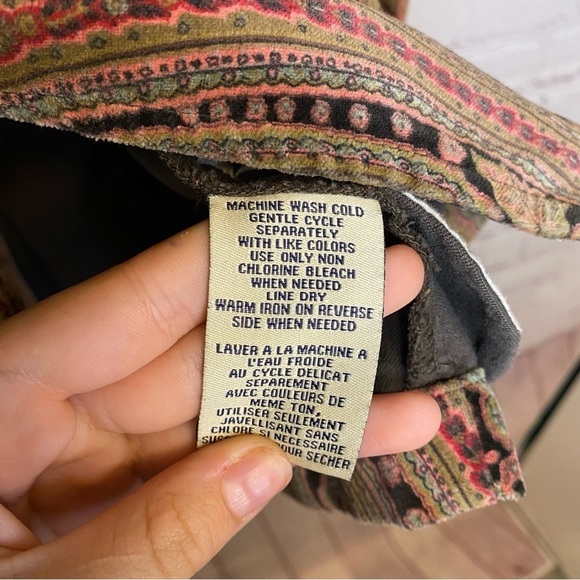 MACHINE WASH COLD
GENTLE CYCLE
SEPARATELY
WITH LIKE COLORS
USE ONLY NON
CHLORINE BLEACH
WHEN NEEDED
LINE DRY
WARM IRON ON REVERSE
SIDE WHEN NEEDED
LAVER A LA MACHINE A
L'EAU FROIDE
AU CYCLE DELICAT
SEPAREMENT
AVEC COULEURS DE
MEME TON,
UTILISER SEULEMENT
JAVELLISANT SANS
CHLORE SI NECESSAIRE
POUR SECHER